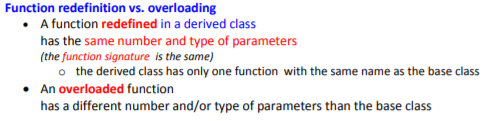 Function redefinition vs. overloading
• A function redefined in a derived class
has the same number and type of parameters
(the function signature is the same)
o the derived class has only one function with the same name as the base class
• An overloaded function
has a different number and/or type of parameters than the base class